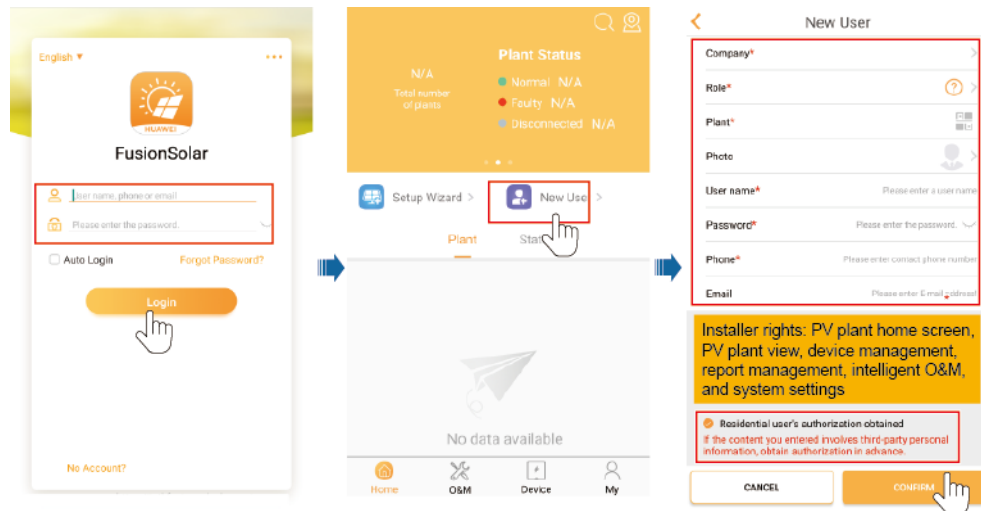 English ▼
HUAWEI
FusionSolar
User name, phone or email
Please enter the password.
Auto Login
Forgot Password?
Login
No Account?
Plant Status
N/A
Total number
of plants
Normal N/A
Faulty N/A
Disconnected N/A
Setup Wizard >
New Use >
Plant
Stat
No data available
Home
O&M
Device
My
New User
Company*
Role*
?
Plant*
Photo
User name*
Please enter a user name
Password*
Please enter the password.
Phone*
Please enter contact phone number
Email
Please enter E-mail address
Installer rights: PV plant home screen,
PV plant view, device management,
report management, intelligent O&M,
and system settings
Residential user's authorization obtained
If the content you entered involves third-party personal
information, obtain authorization in advance.
CANCEL
CONFIRM